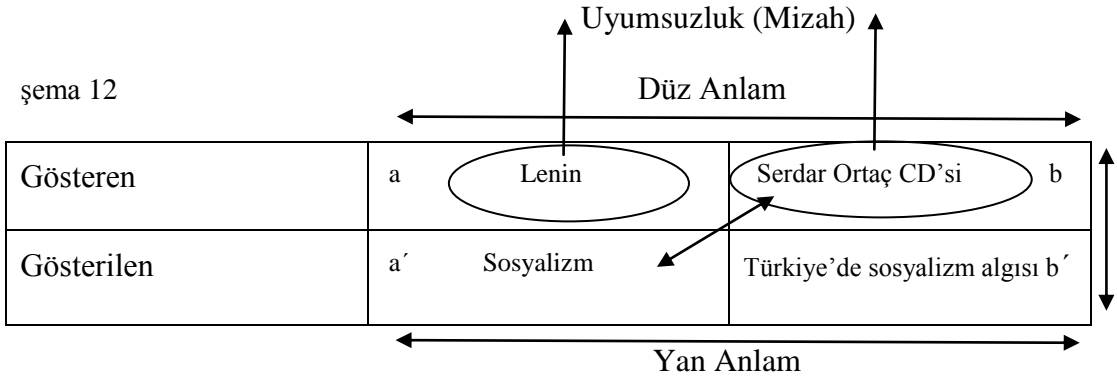 Uyumsuzluk (Mizah)
şema 12
Düz Anlam
Gösteren a Lenin Serdar Ortaç CD’si b
Gösterilen a´ Sosyalizm Türkiye’de sosyalizm algısı b´
Yan Anlam